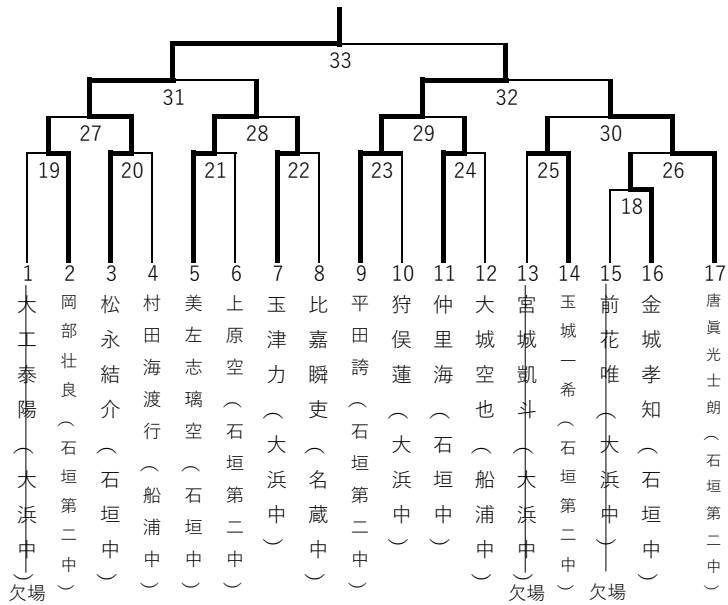 33
31
32
27
28
29
30
19
20
21
22
23
24
25
26
18
1
2
3
4
5
6
7
8
9
10
11
12
13
14
15
16
17
大工泰陽(大浜中)
岡部壮良(石垣第二中)
松永結介(石垣中)
村田海渡行(船浦中)
美左志璃空(石垣中)
上原空(石垣第二中)
玉津力(大浜中)
比嘉瞬吏(名蔵中)
平田誇(石垣第二中)
狩俣蓮(大浜中)
仲里海(石垣中)
大城空也(船浦中)
宮城凱斗(大浜中)
玉城一希(石垣第二中)
前花唯(大浜中)
金城孝知(石垣中)
唐眞光士朗(石垣第二中)
欠場
欠場
欠場